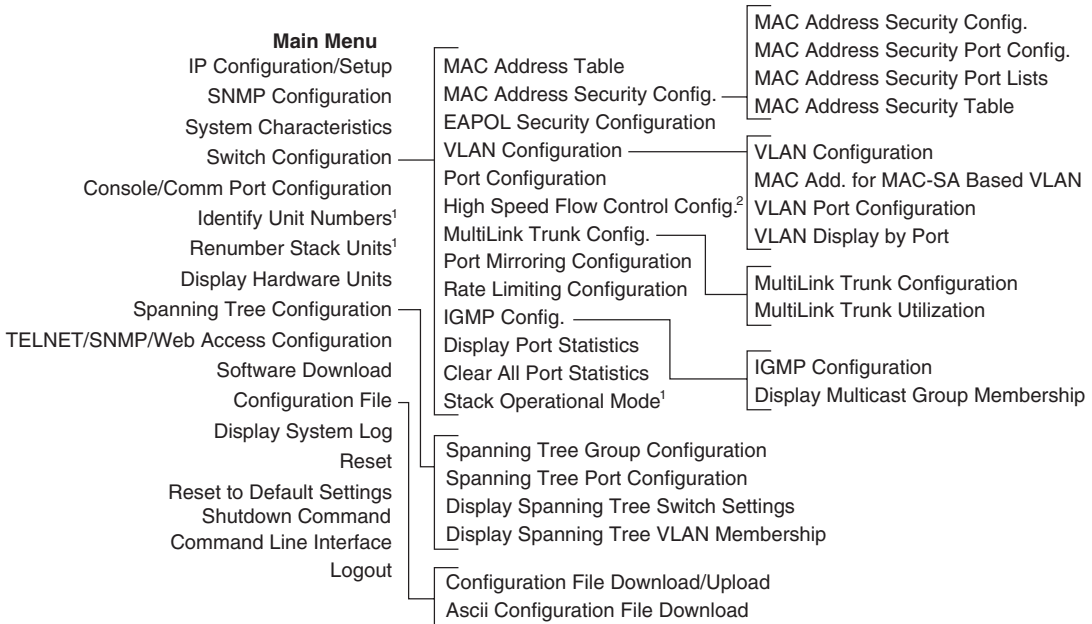 Main Menu
IP Configuration/Setup
SNMP Configuration
System Characteristics
Switch Configuration
Console/Comm Port Configuration
Identify Unit Numbers¹
Renumber Stack Units¹
Display Hardware Units
Spanning Tree Configuration
TELNET/SNMP/Web Access Configuration
Software Download
Configuration File
Display System Log
Reset
Reset to Default Settings
Shutdown Command
Command Line Interface
Logout
MAC Address Table
MAC Address Security Config.
EAPOL Security Configuration
VLAN Configuration
Port Configuration
High Speed Flow Control Config.²
MultiLink Trunk Config.
Port Mirroring Configuration
Rate Limiting Configuration
IGMP Config.
Display Port Statistics
Clear All Port Statistics
Stack Operational Mode¹
Spanning Tree Group Configuration
Spanning Tree Port Configuration
Display Spanning Tree Switch Settings
Display Spanning Tree VLAN Membership
Configuration File Download/Upload
Ascii Configuration File Download
MAC Address Security Config.
MAC Address Security Port Config.
MAC Address Security Port Lists
MAC Address Security Table
VLAN Configuration
MAC Add. for MAC-SA Based VLAN
VLAN Port Configuration
VLAN Display by Port
MultiLink Trunk Configuration
MultiLink Trunk Utilization
IGMP Configuration
Display Multicast Group Membership